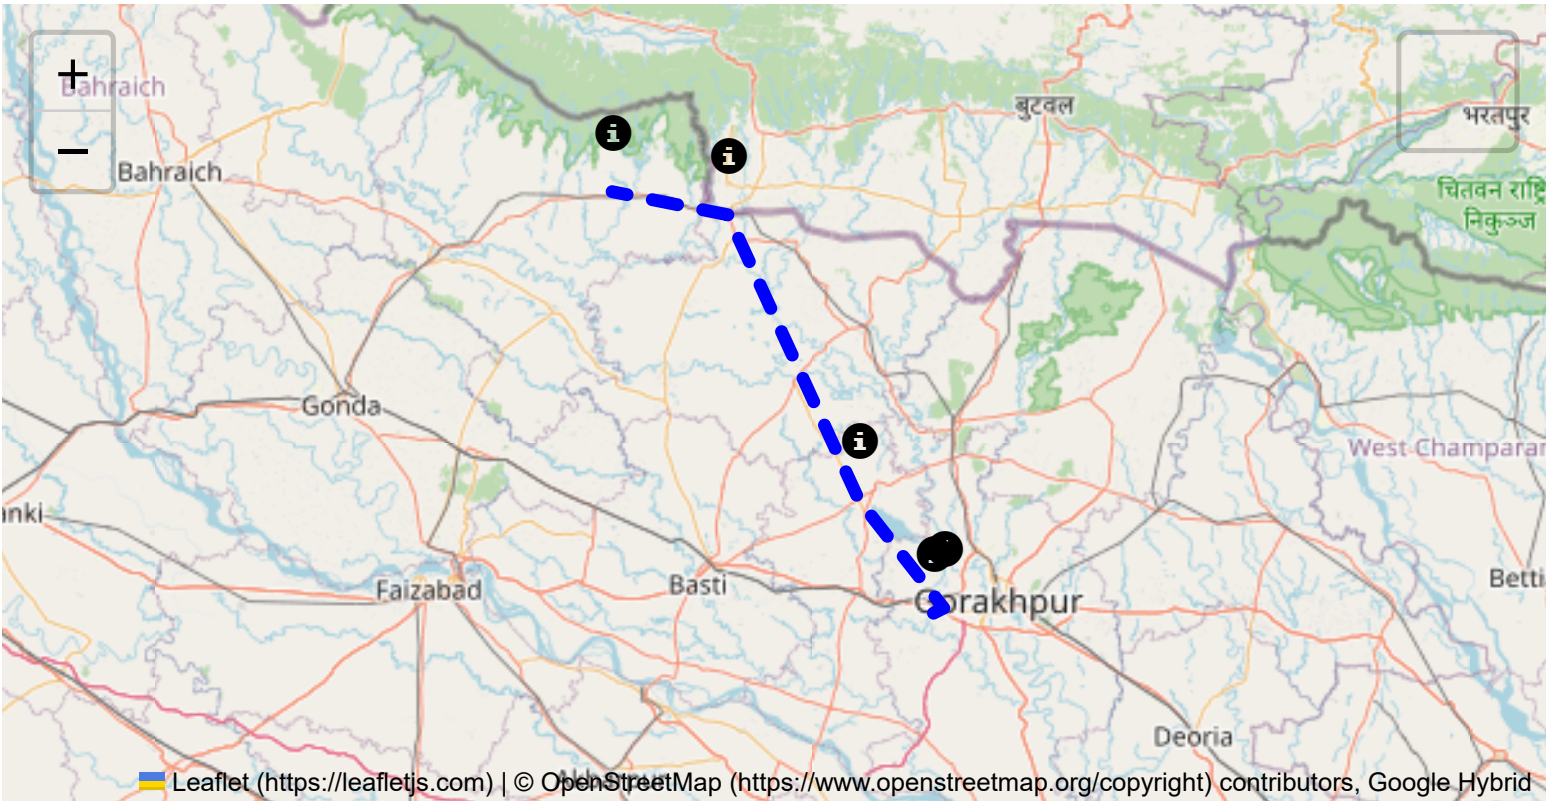 +
Bahraich
−
Bahraich
बुटवल
भरतपुर
चितवन राष्ट्रि
निकुञ्ज
Gonda
West Champaran
anki
Basti
Faizabad
Gorakhpur
Betti
Deoria
Leaflet (https://leafletjs.com) | © OpenStreetMap (https://www.openstreetmap.org/copyright) contributors, Google Hybrid